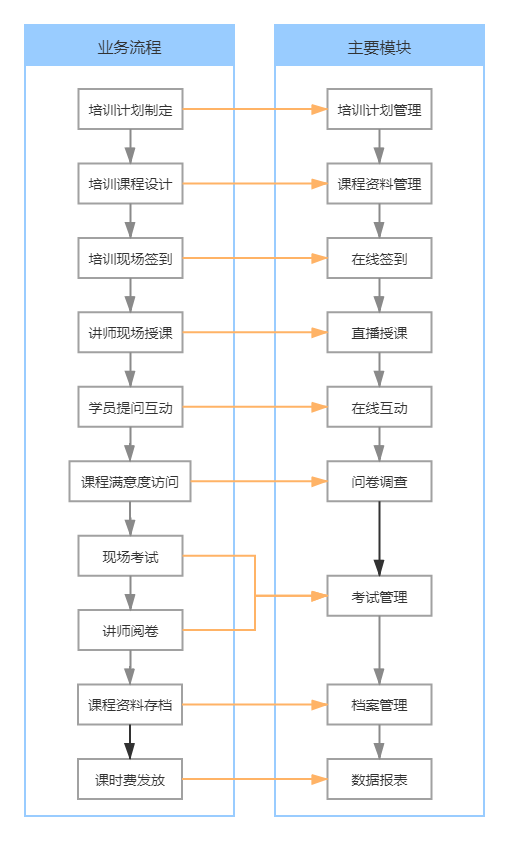 业务流程
主要模块
培训计划制定
培训计划管理
培训课程设计
课程资料管理
培训现场签到
在线签到
讲师现场授课
直播授课
学员提问互动
在线互动
课程满意度访问
问卷调查
现场考试
考试管理
讲师阅卷
课程资料存档
档案管理
课时费发放
数据报表